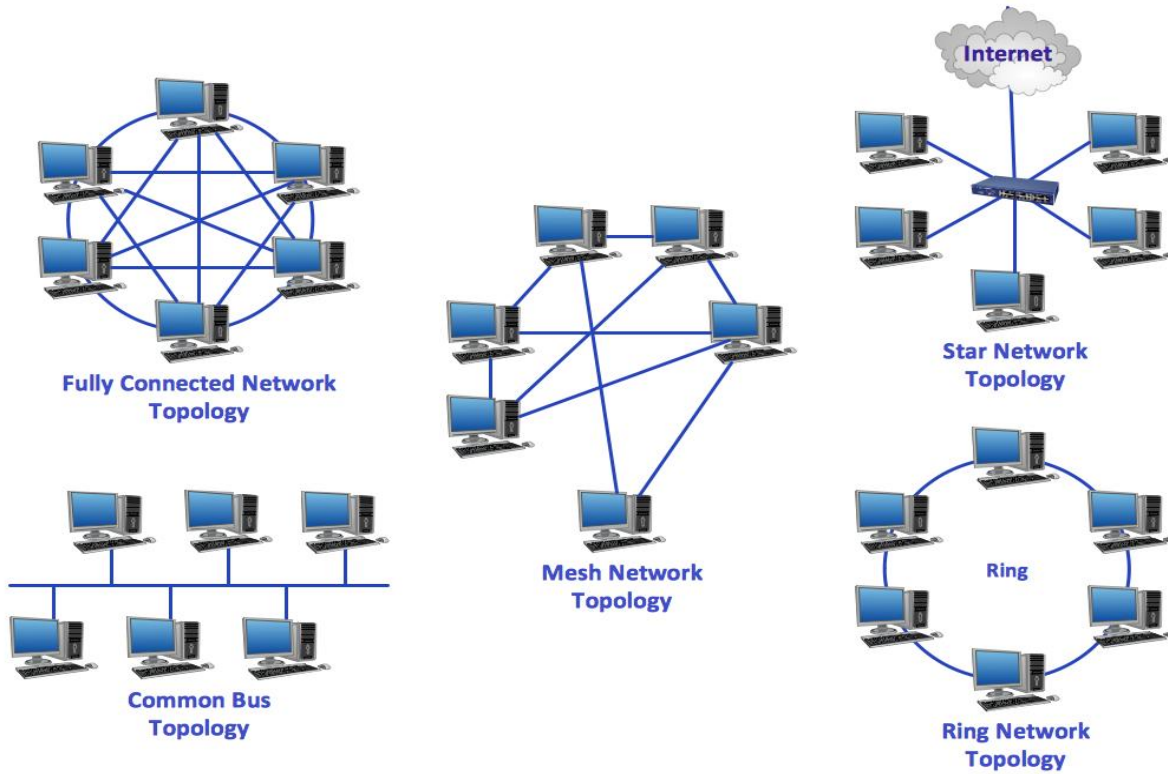 Internet
Fully Connected Network
Topology
Star Network
Topology
Common Bus
Topology
Mesh Network
Topology
Ring
Ring Network
Topology